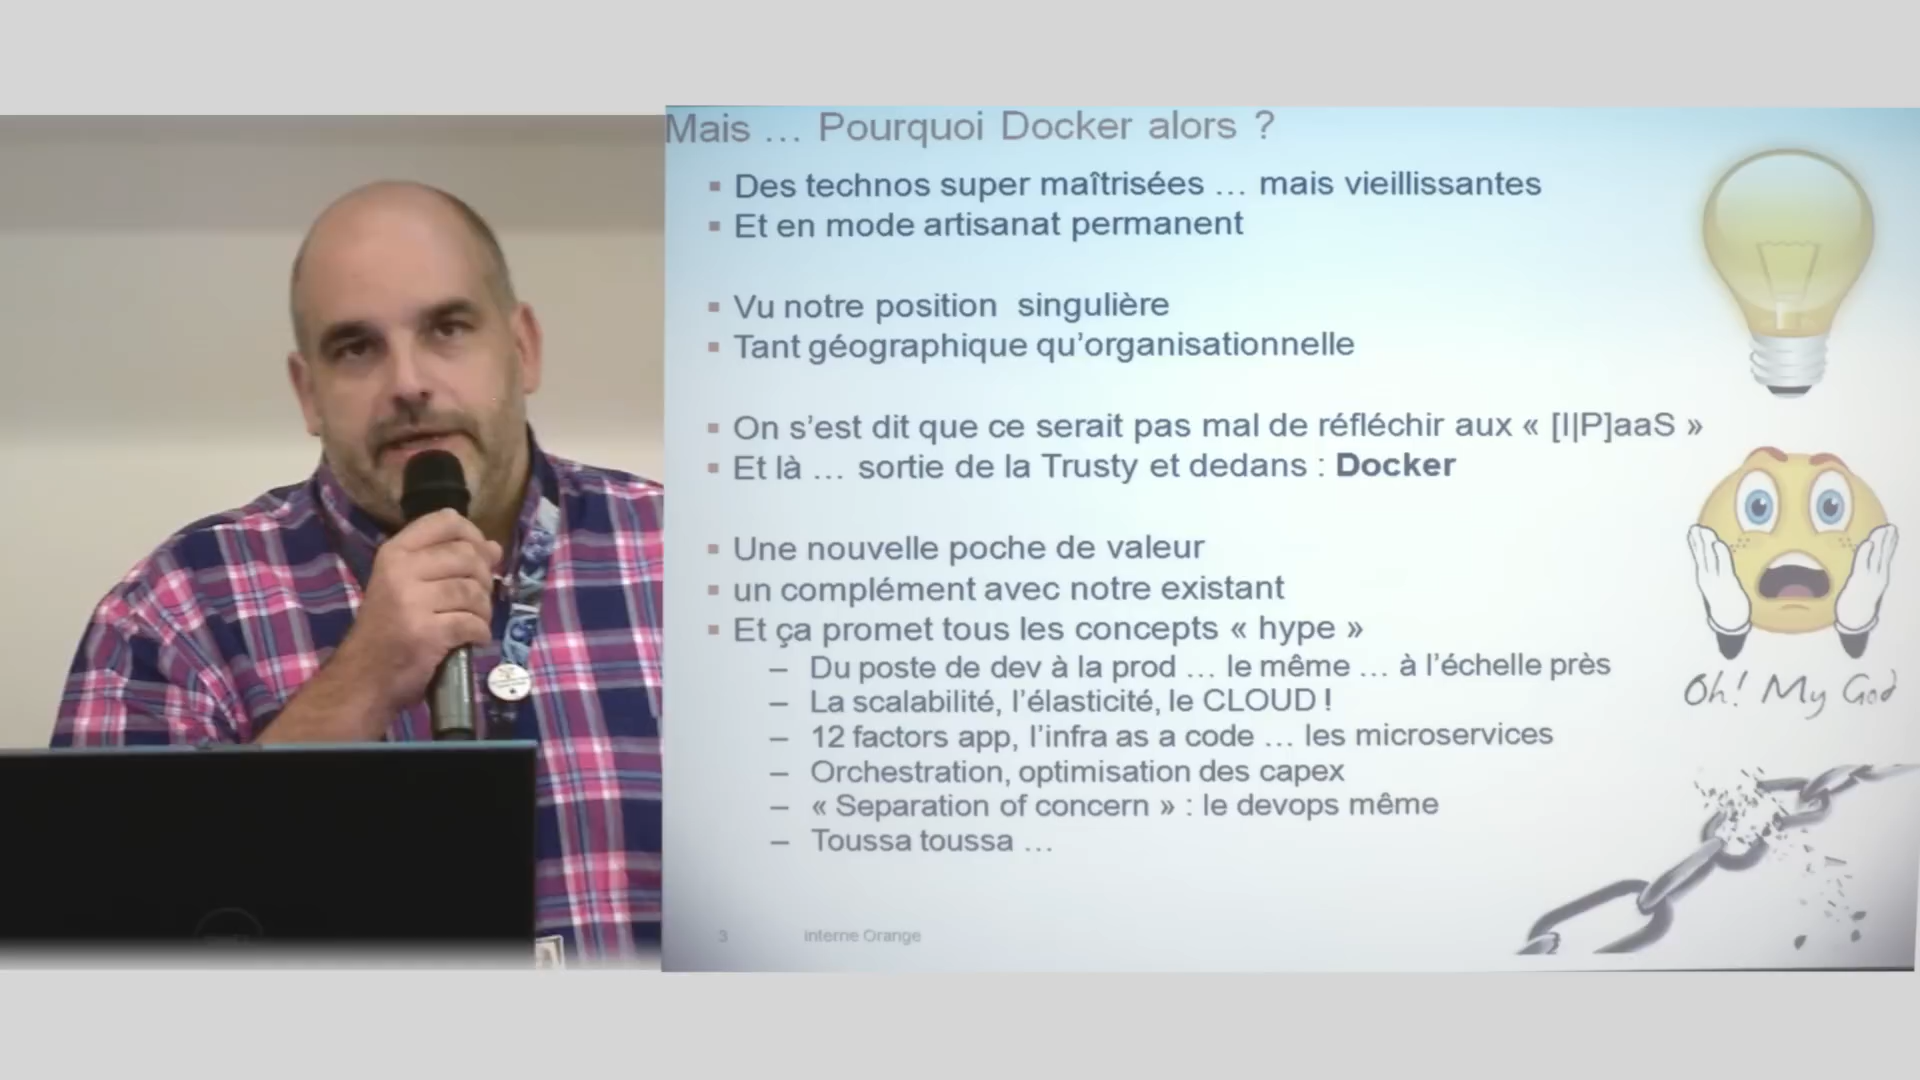 Mais … Pourquoi Docker alors ?
Des technos super maîtrisées … mais vieillissantes
Et en mode artisanat permanent
Vu notre position singulière
Tant géographique qu’organisationnelle
On s’est dit que ce serait pas mal de réfléchir aux « [I|P]aaS »
Et là … sortie de la Trusty et dedans : Docker
Une nouvelle poche de valeur
un complément avec notre existant
Et ça promet tous les concepts « hype »
– Du poste de dev à la prod … le même … à l’échelle près
– La scalabilité, l’élasticité, le CLOUD !
– 12 factors app, l’infra as a code … les microservices
– Orchestration, optimisation des capex
– « Separation of concern » : le devops même
– Toussa toussa …
Oh! My God
3 Interne Orange